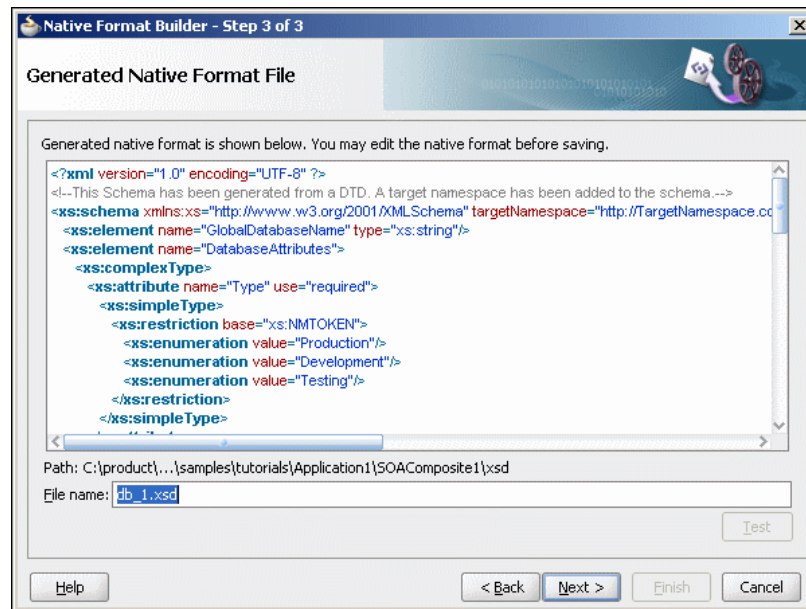 Native Format Builder - Step 3 of 3
Generated Native Format File
Generated native format is shown below. You may edit the native format before saving.
<?xml version="1.0" encoding="UTF-8" ?>
<!--This Schema has been generated from a DTD. A target namespace has been added to the schema.-->
<xs:schema xmlns:xs="http://www.w3.org/2001/XMLSchema" targetNamespace="http://TargetNamespace.co
<xs:element name="GlobalDatabaseName" type="xs:string"/>
<xs:element name="DatabaseAttributes">
<xs:complexType>
<xs:attribute name="Type" use="required">
<xs:simpleType>
<xs:restriction base="xs:NMTOKEN">
<xs:enumeration value="Production"/>
<xs:enumeration value="Development"/>
<xs:enumeration value="Testing"/>
</xs:restriction>
</xs:simpleType>
Path: C:\product\...\samples\tutorials\Application1\SOAComposite1\xsd
File name: db_1.xsd
Test
Help
< Back
Next >
Finish
Cancel